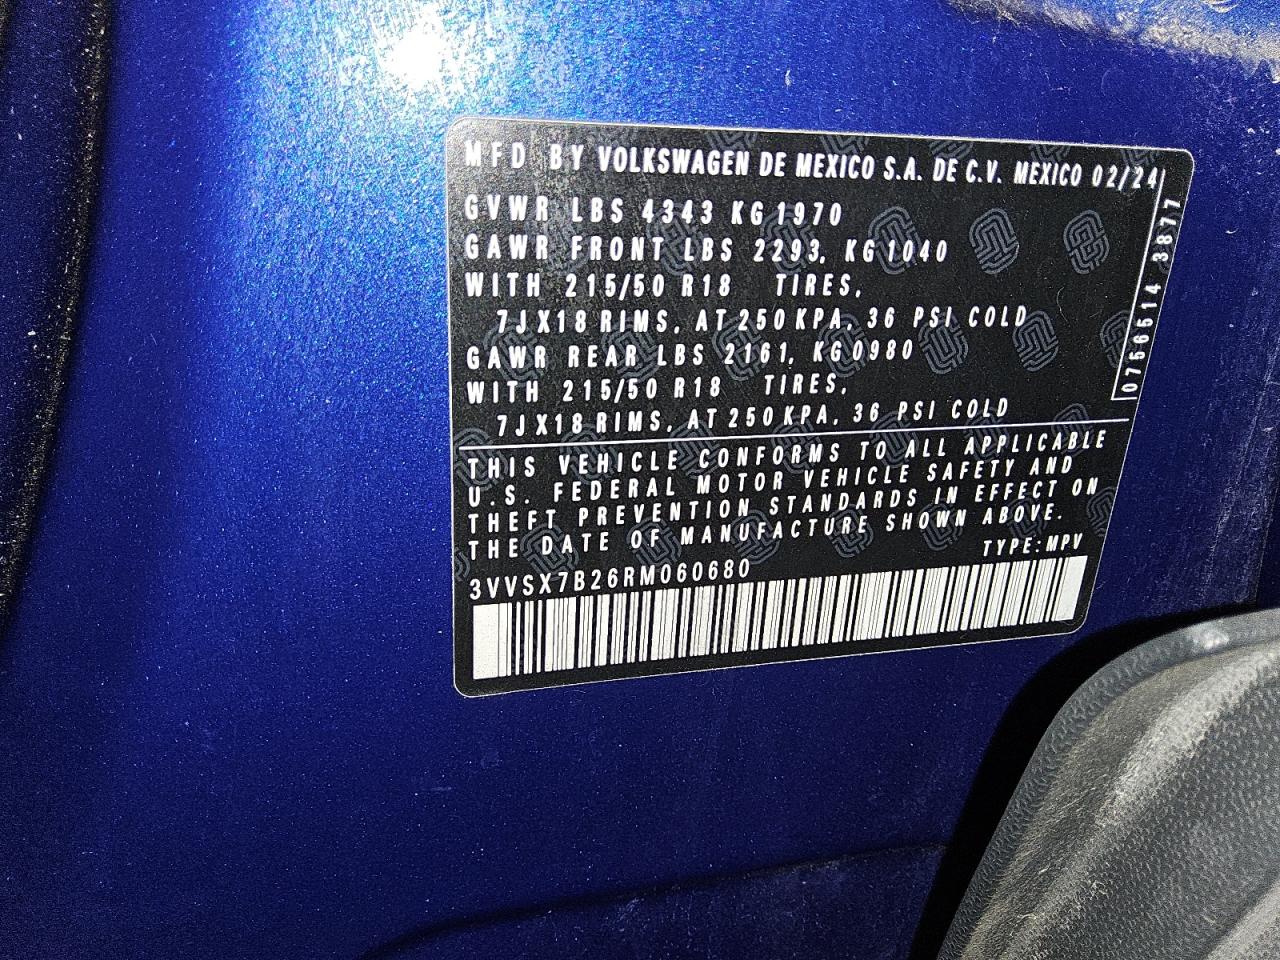 MFD BY VOLKSWAGEN DE MEXICO S.A. DE C.V. MEXICO 02/24
GVWR LBS 4343 KG 1970
GAWR FRONT LBS 2293, KG 1040
WITH 215/50 R18 TIRES,
7JX18 RIMS, AT 250 KPA, 36 PSI COLD
GAWR REAR LBS 2161, KG 0980
WITH 215/50 R18 TIRES,
7JX18 RIMS, AT 250 KPA, 36 PSI COLD
0756514 3877
THIS VEHICLE CONFORMS TO ALL APPLICABLE
U.S. FEDERAL MOTOR VEHICLE SAFETY AND
THEFT PREVENTION STANDARDS IN EFFECT ON
THE DATE OF MANUFACTURE SHOWN ABOVE.
TYPE: MPV
3VVSX7B26RM060680